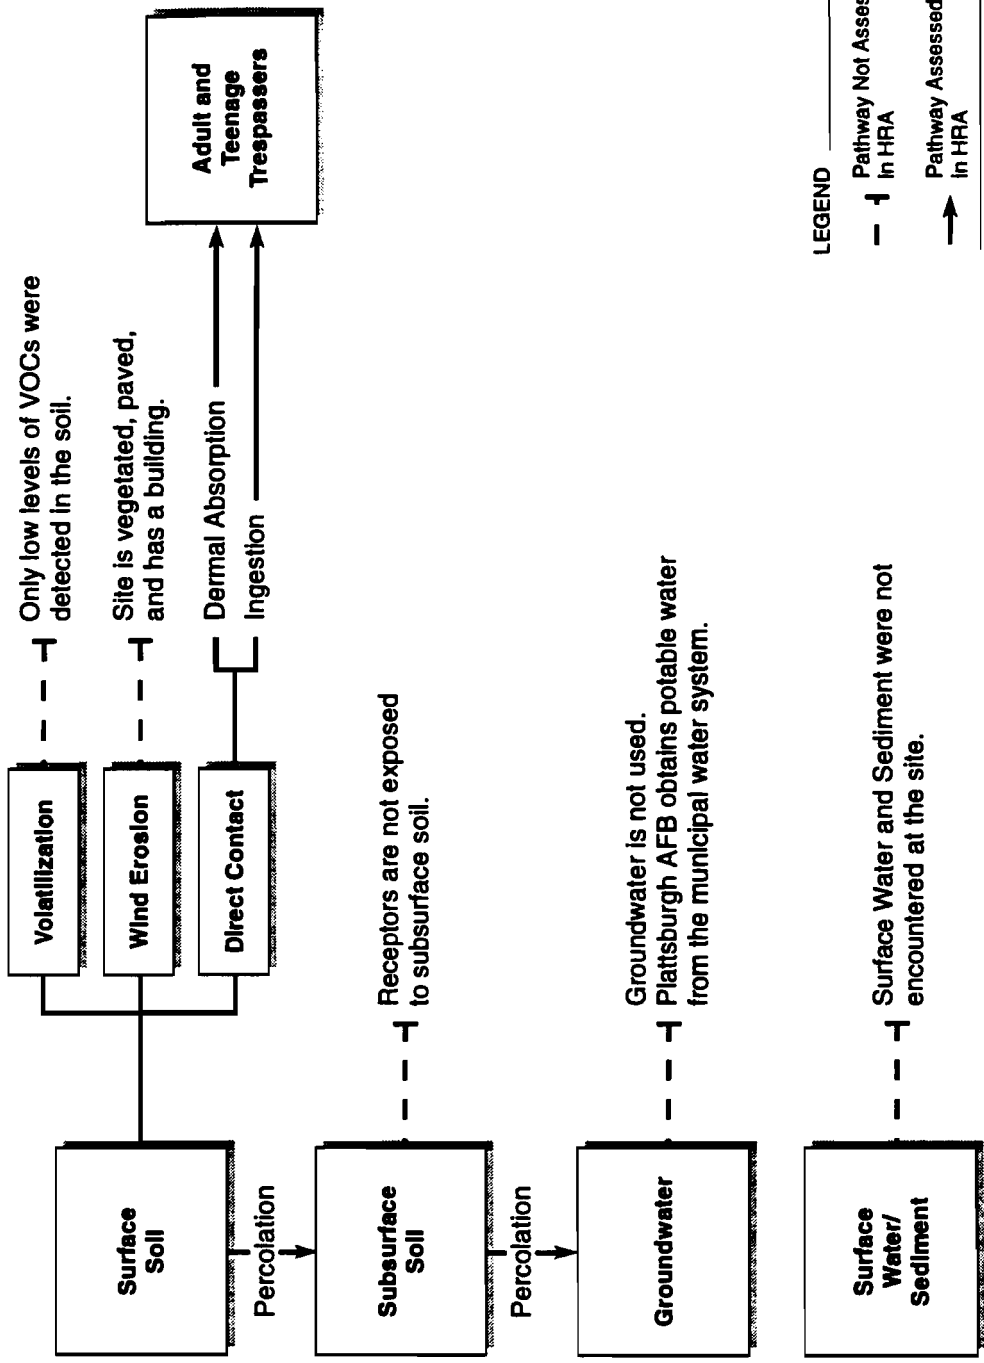 Surface
Soil
Percolation
Subsurface
Soil
Percolation
Groundwater
Surface
Water/
Sediment
Volatilization
Wind Erosion
Direct Contact
Only low levels of VOCs were
detected in the soil.
Site is vegetated, paved,
and has a building.
Dermal Absorption
Ingestion
Adult and
Teenage
Trespassers
Receptors are not exposed
to subsurface soil.
Groundwater is not used.
Plattsburgh AFB obtains potable water
from the municipal water system.
Surface Water and Sediment were not
encountered at the site.
LEGEND
Pathway Not Asses
In HRA
Pathway Assessed
In HRA